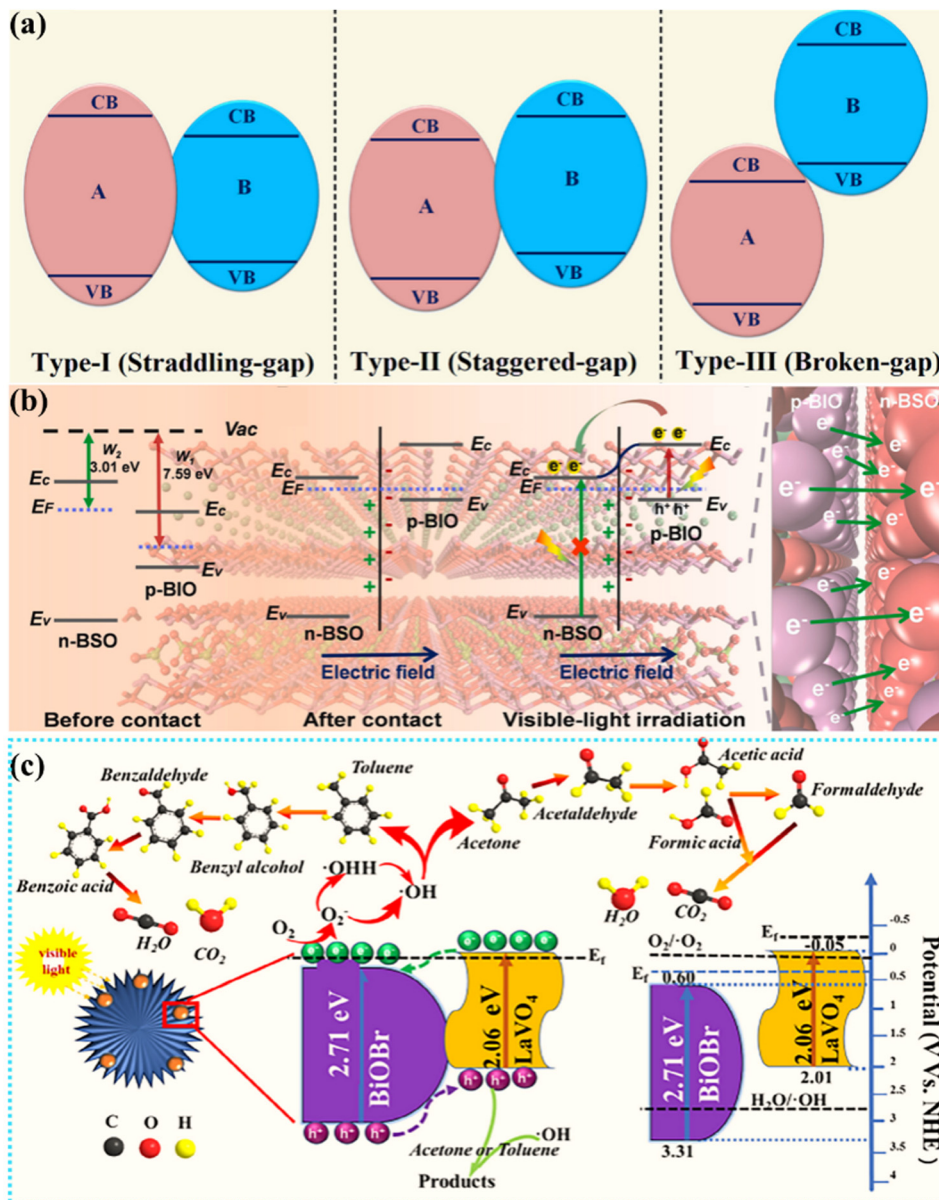 (a)
CB
A
VB
CB
B
VB
Type-I (Straddling-gap)
CB
A
VB
CB
B
VB
Type-II (Staggered-gap)
CB
B
VB
CB
A
VB
Type-III (Broken-gap)
(b)
Vac
W2
3.01 eV
W1
7.59 eV
Ec
EF
Ec
p-BIO
Ev
Ev
n-BSO
Before contact
Ec
EF
Ec
Ev
p-BIO
- - - - -
+ + + + +
Ev
n-BSO
Electric field
After contact
e- e-
e- e-
Ec
Ec
EF
Ev
h+ h+
p-BIO
- - - - -
+ +
Ev
n-BSO
Electric field
Visible-light irradiation
p-BIO n-BSO
e- e-
e-
e- e-
e- e-
e- e-
e- e-
e- e-
e- e-
(c)
Benzaldehyde
Toluene
Benzyl alcohol
Benzoic acid
H2O
CO2
Acetone
Acetaldehyde
Acetic acid
Formaldehyde
Formic acid
H2O
CO2
·OHH
·OH
O2
O2-
visible
light
C O H
e- e- e- e-
e- e- e- e-
Ef
2.71 eV
BiOBr
2.06 eV
LaVO4
h+ h+ h+
h+ h+ h+
Acetone or Toluene
·OH
Products
Ef
-0.05
O2/·O2
Ef
0.60
2.71 eV
BiOBr
2.06 eV
LaVO4
2.01
H2O/·OH
3.31
-0.5
0
0.5
1
1.5
2
2.5
3
3.5
4
Potential (V Vs. NHE )